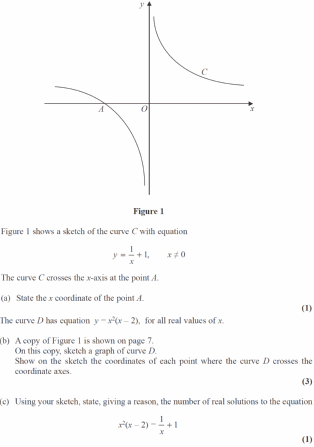 y
C
A
O
x
Figure 1
Figure 1 shows a sketch of the curve C with equation
y = 1/x + 1, x ≠ 0
The curve C crosses the x-axis at the point A.
(a) State the x coordinate of the point A.
(1)
The curve D has equation y = x²(x – 2), for all real values of x.
(b) A copy of Figure 1 is shown on page 7.
On this copy, sketch a graph of curve D.
Show on the sketch the coordinates of each point where the curve D crosses the
coordinate axes.
(3)
(c) Using your sketch, state, giving a reason, the number of real solutions to the equation
x²(x – 2) = 1/x + 1
(1)